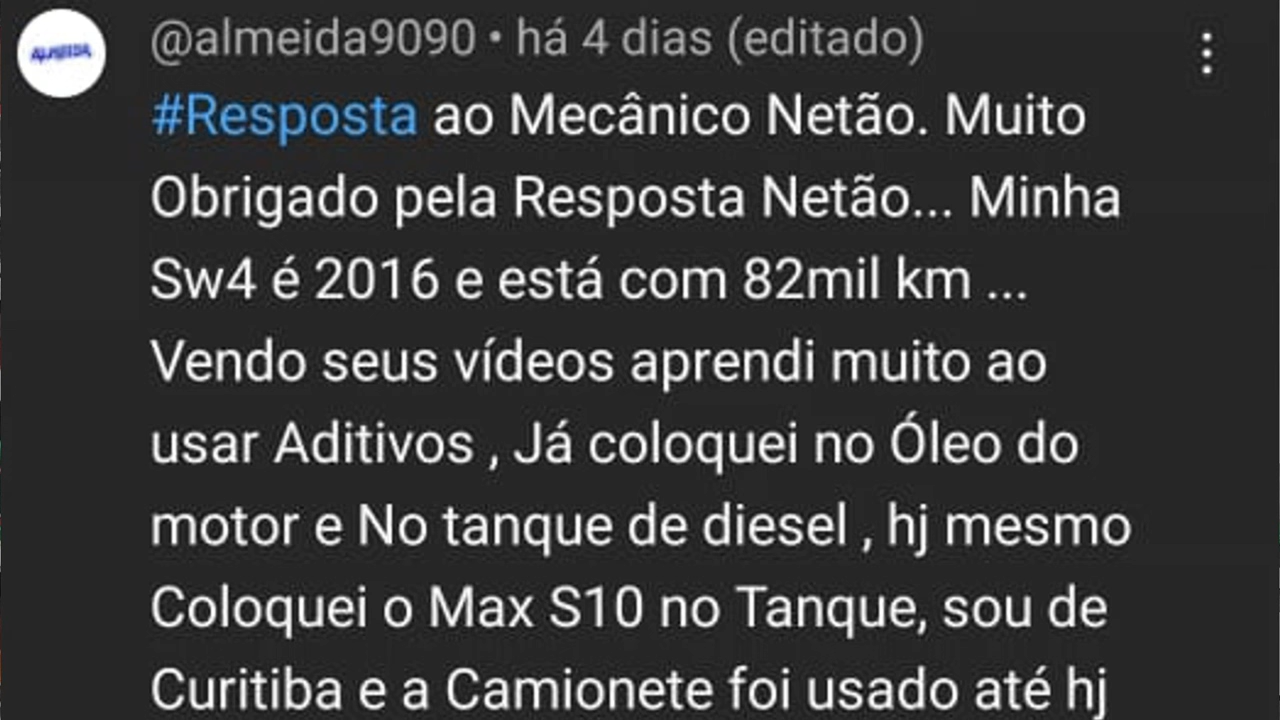 ALMEIDA
@almeida9090 • há 4 dias (editado)
#Resposta ao Mecânico Netão. Muito
Obrigado pela Resposta Netão... Minha
Sw4 é 2016 e está com 82mil km ...
Vendo seus vídeos aprendi muito ao
usar Aditivos , Já coloquei no Óleo do
motor e No tanque de diesel , hj mesmo
Coloquei o Max S10 no Tanque, sou de
Curitiba e a Camionete foi usado até hj